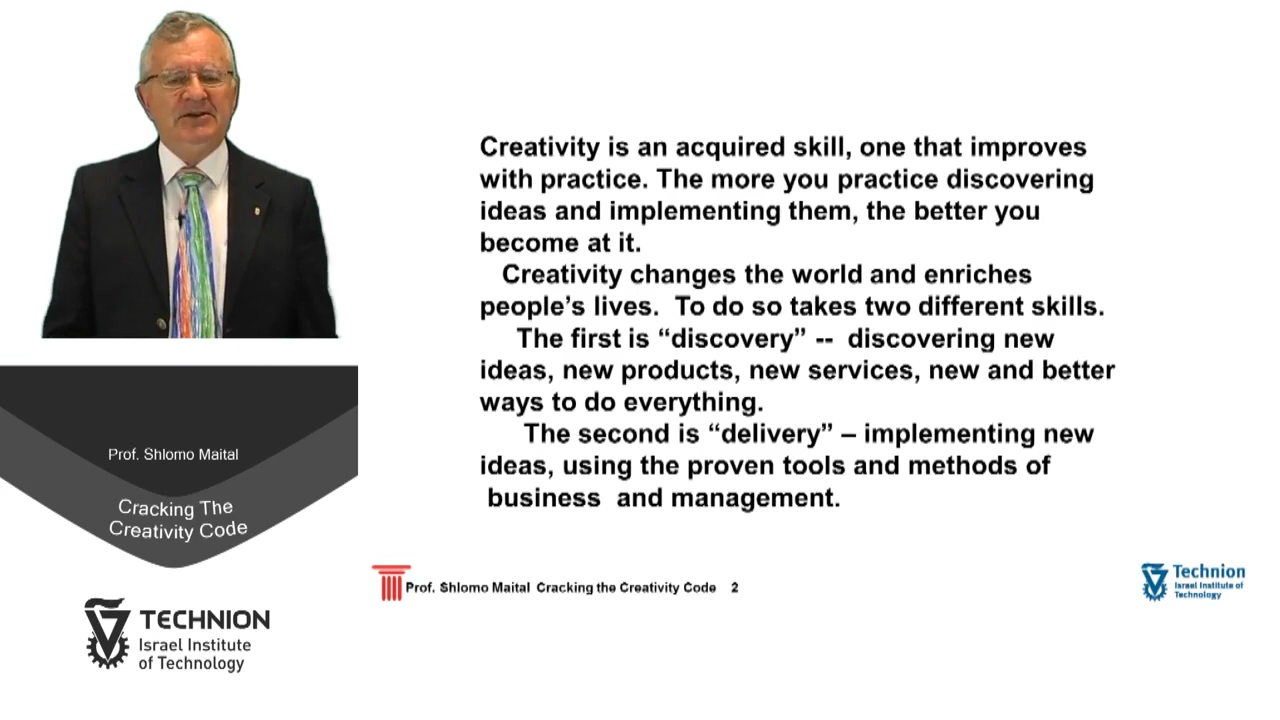 Creativity is an acquired skill, one that improves
with practice. The more you practice discovering
ideas and implementing them, the better you
become at it.
Creativity changes the world and enriches
people’s lives.  To do so takes two different skills.
The first is “discovery” --  discovering new
ideas, new products, new services, new and better
ways to do everything.
The second is “delivery” – implementing new
ideas, using the proven tools and methods of
business  and management.
Prof. Shlomo Maital
Cracking The
Creativity Code
TECHNION
Israel Institute
of Technology
Prof. Shlomo Maital  Cracking the Creativity Code    2
Technion
Israel Institute of
Technology